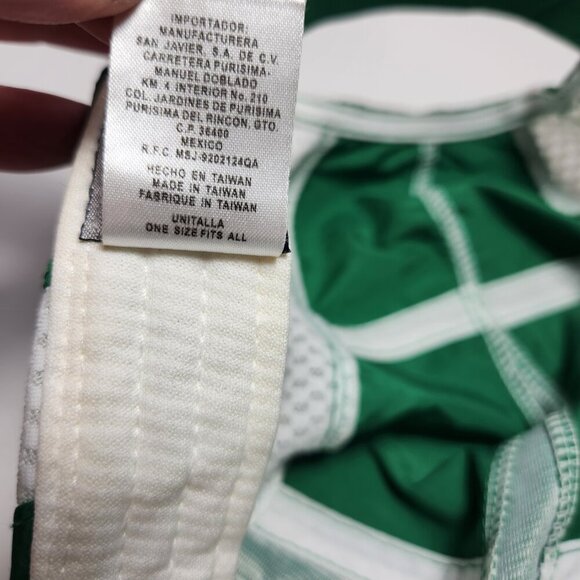 IMPORTADOR:
MANUFACTURERA
SAN JAVIER, S.A. DE C.V.
CARRETERA PURISIMA-
MANUEL DOBLADO
KM 4 INTERIOR No. 210
COL. JARDINES DE PURISIMA
PURISIMA DEL RINCON, GTO.
C.P. 36400
MEXICO
R.F.C. MSJ-9202124QA
HECHO EN TAIWAN
MADE IN TAIWAN
FABRIQUE IN TAIWAN
UNITALLA
ONE SIZE FITS ALL